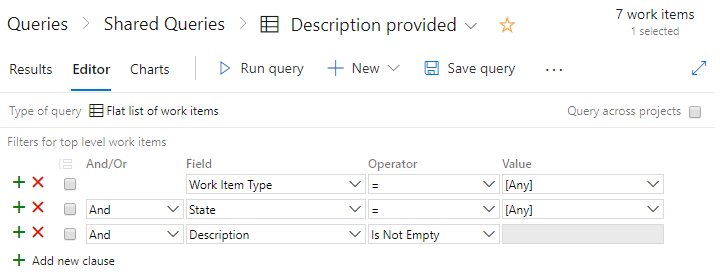 Queries > Shared Queries > Description provided
7 work items
1 selected
Results Editor Charts Run query + New Save query ...
Type of query Flat list of work items Query across projects
Filters for top level work items
And/Or Field Operator Value
Work Item Type = [Any]
And State = [Any]
And Description Is Not Empty
+ Add new clause